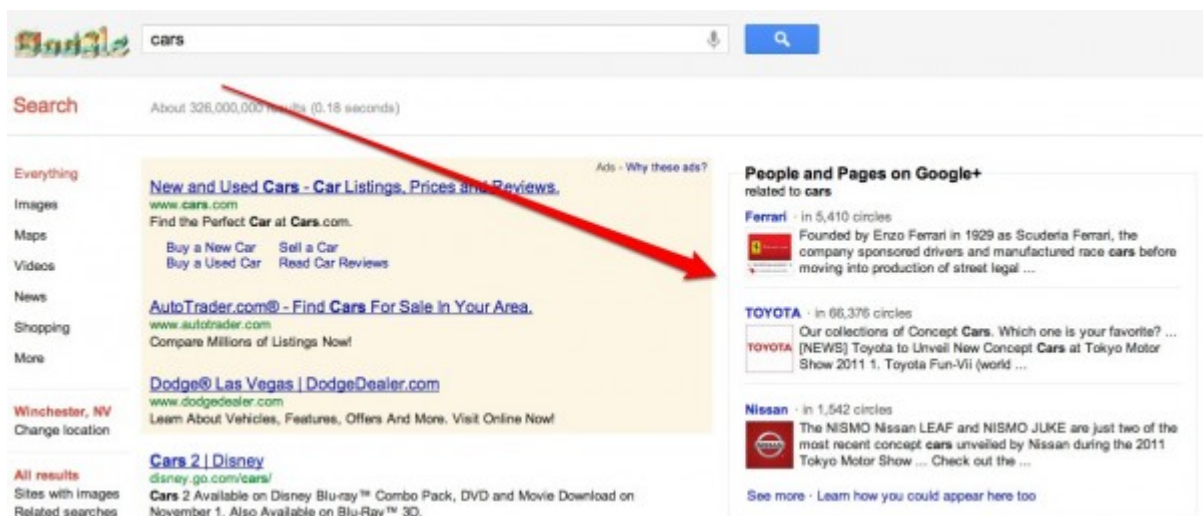 cars
Search
About 326,000,000 results (0.18 seconds)
Everything
Images
Maps
Videos
News
Shopping
More
Winchester, NV
Change location
All results
Sites with images
Related searches
Ads - Why these ads?
New and Used Cars - Car Listings, Prices and Reviews.
www.cars.com
Find the Perfect Car at Cars.com.
Buy a New Car Sell a Car
Buy a Used Car Read Car Reviews
AutoTrader.com® - Find Cars For Sale In Your Area.
www.autotrader.com
Compare Millions of Listings Now!
Dodge® Las Vegas | DodgeDealer.com
www.dodgedealer.com
Learn About Vehicles, Features, Offers And More. Visit Online Now!
Cars 2 | Disney
disney.go.com/cars/
Cars 2 Available on Disney Blu-ray™ Combo Pack, DVD and Movie Download on
November 1. Also Available on Blu-Ray™ 3D.
People and Pages on Google+
related to cars
Ferrari · in 5,410 circles
Founded by Enzo Ferrari in 1929 as Scuderia Ferrari, the
company sponsored drivers and manufactured race cars before
moving into production of street legal ...
TOYOTA · in 66,376 circles
Our collections of Concept Cars. Which one is your favorite? ...
TOYOTA [NEWS] Toyota to Unveil New Concept Cars at Tokyo Motor
Show 2011 1. Toyota Fun-Vii (world ...
Nissan · in 1,542 circles
The NISMO Nissan LEAF and NISMO JUKE are just two of the
most recent concept cars unveiled by Nissan during the 2011
Tokyo Motor Show ... Check out the ...
See more · Learn how you could appear here too